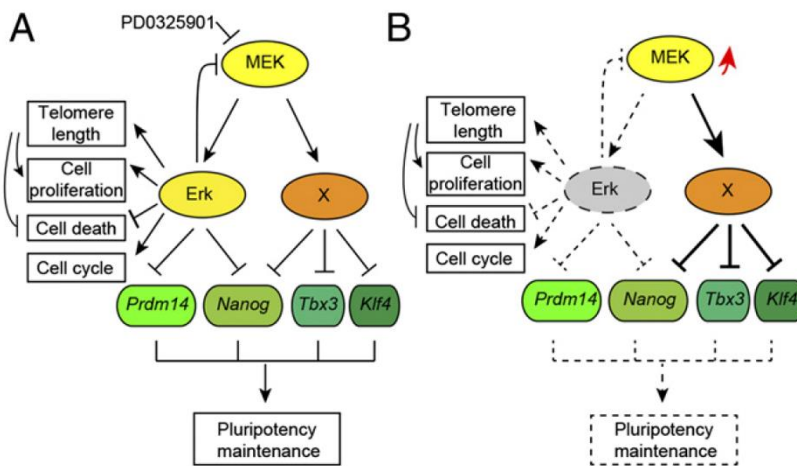 A
PD0325901
MEK
Telomere
length
Cell
proliferation
Cell death
Cell cycle
Erk
X
Prdm14
Nanog
Tbx3
Klf4
Pluripotency
maintenance
B
MEK
Telomere
length
Cell
proliferation
Cell death
Cell cycle
Erk
X
Prdm14
Nanog
Tbx3
Klf4
Pluripotency
maintenance